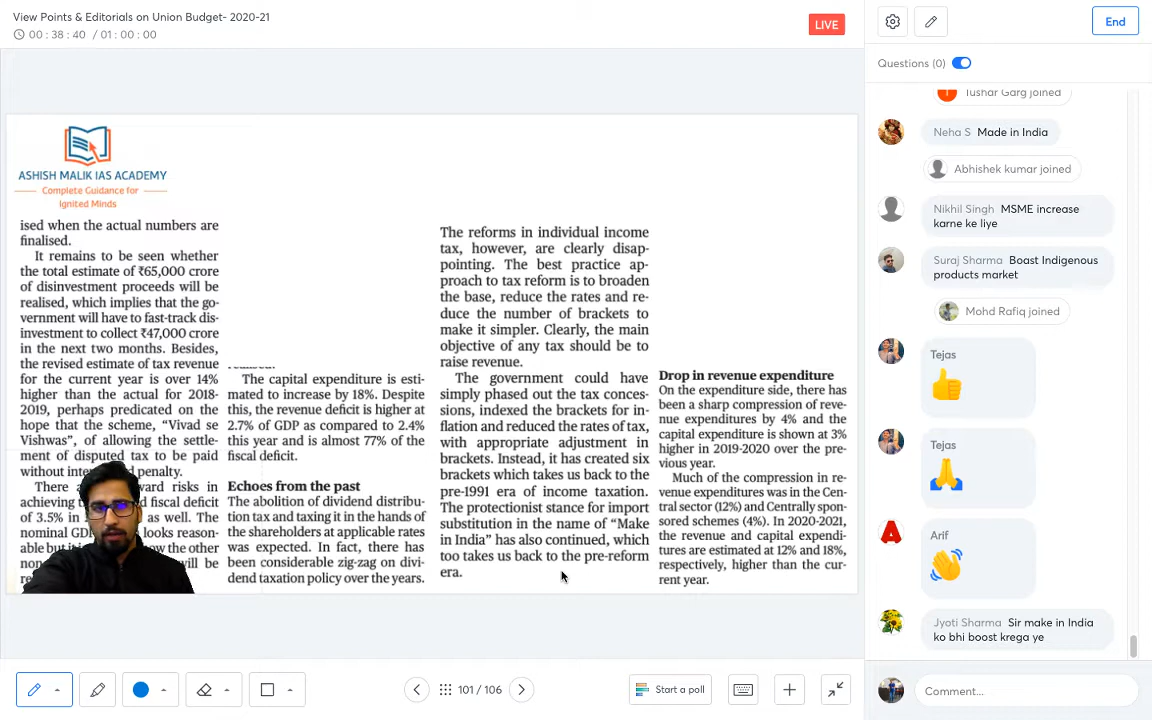 View Points & Editorials on Union Budget- 2020-21
00 : 38 : 40 / 01 : 00 : 00
LIVE
ASHISH MALIK IAS ACADEMY
Complete Guidance for
Ignited Minds
ised when the actual numbers are
finalised.
It remains to be seen whether
the total estimate of ₹65,000 crore
of disinvestment proceeds will be
realised, which implies that the go-
vernment will have to fast-track dis-
investment to collect ₹47,000 crore
in the next two months. Besides,
the revised estimate of tax revenue
for the current year is over 14%
higher than the actual for 2018-
2019, perhaps predicated on the
hope that the scheme, “Vivad se
Vishwas”, of allowing the settle-
ment of disputed tax to be paid
without penalty.
There ward risks in
achieving fiscal deficit
of 3.5% in as well. The
nominal looks reason-
able but the other
will be
The capital expenditure is esti-
mated to increase by 18%. Despite
this, the revenue deficit is higher at
2.7% of GDP as compared to 2.4%
this year and is almost 77% of the
fiscal deficit.
Echoes from the past
The abolition of dividend distribu-
tion tax and taxing it in the hands of
the shareholders at applicable rates
was expected. In fact, there has
been considerable zig-zag on divi-
dend taxation policy over the years.
The reforms in individual income
tax, however, are clearly disap-
pointing. The best practice ap-
proach to tax reform is to broaden
the base, reduce the rates and re-
duce the number of brackets to
make it simpler. Clearly, the main
objective of any tax should be to
raise revenue.
The government could have
simply phased out the tax conces-
sions, indexed the brackets for in-
flation and reduced the rates of tax,
with appropriate adjustment in
brackets. Instead, it has created six
brackets which takes us back to the
pre-1991 era of income taxation.
The protectionist stance for import
substitution in the name of “Make
in India” has also continued, which
too takes us back to the pre-reform
era.
Drop in revenue expenditure
On the expenditure side, there has
been a sharp compression of reve-
nue expenditures by 4% and the
capital expenditure is shown at 3%
higher in 2019-2020 over the pre-
vious year.
Much of the compression in re-
venue expenditures was in the Cen-
tral sector (12%) and Centrally spon-
sored schemes (4%). In 2020-2021,
the revenue and capital expendi-
tures are estimated at 12% and 18%,
respectively, higher than the cur-
rent year.
101 / 106
Start a poll
End
Questions (0)
Tushar Garg joined
Neha S Made in India
Abhishek kumar joined
Nikhil Singh MSME increase
karne ke liye
Suraj Sharma Boast Indigenous
products market
Mohd Rafiq joined
Tejas
Tejas
A
Arif
Jyoti Sharma Sir make in India
ko bhi boost krega ye
Comment...